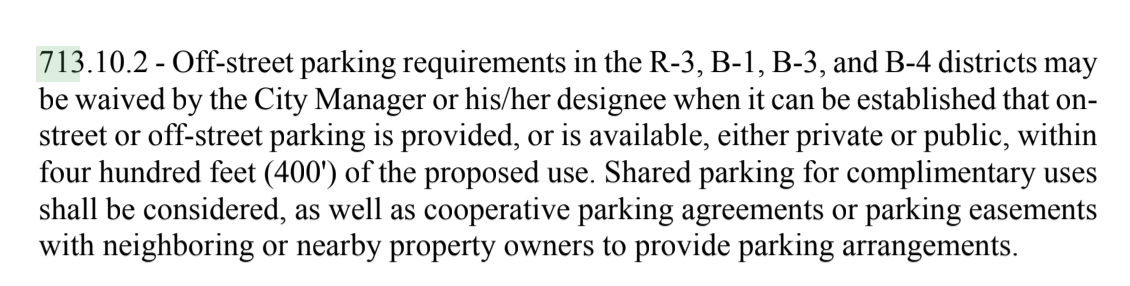 713.10.2 - Off-street parking requirements in the R-3, B-1, B-3, and B-4 districts may
be waived by the City Manager or his/her designee when it can be established that on-
street or off-street parking is provided, or is available, either private or public, within
four hundred feet (400') of the proposed use. Shared parking for complimentary uses
shall be considered, as well as cooperative parking agreements or parking easements
with neighboring or nearby property owners to provide parking arrangements.